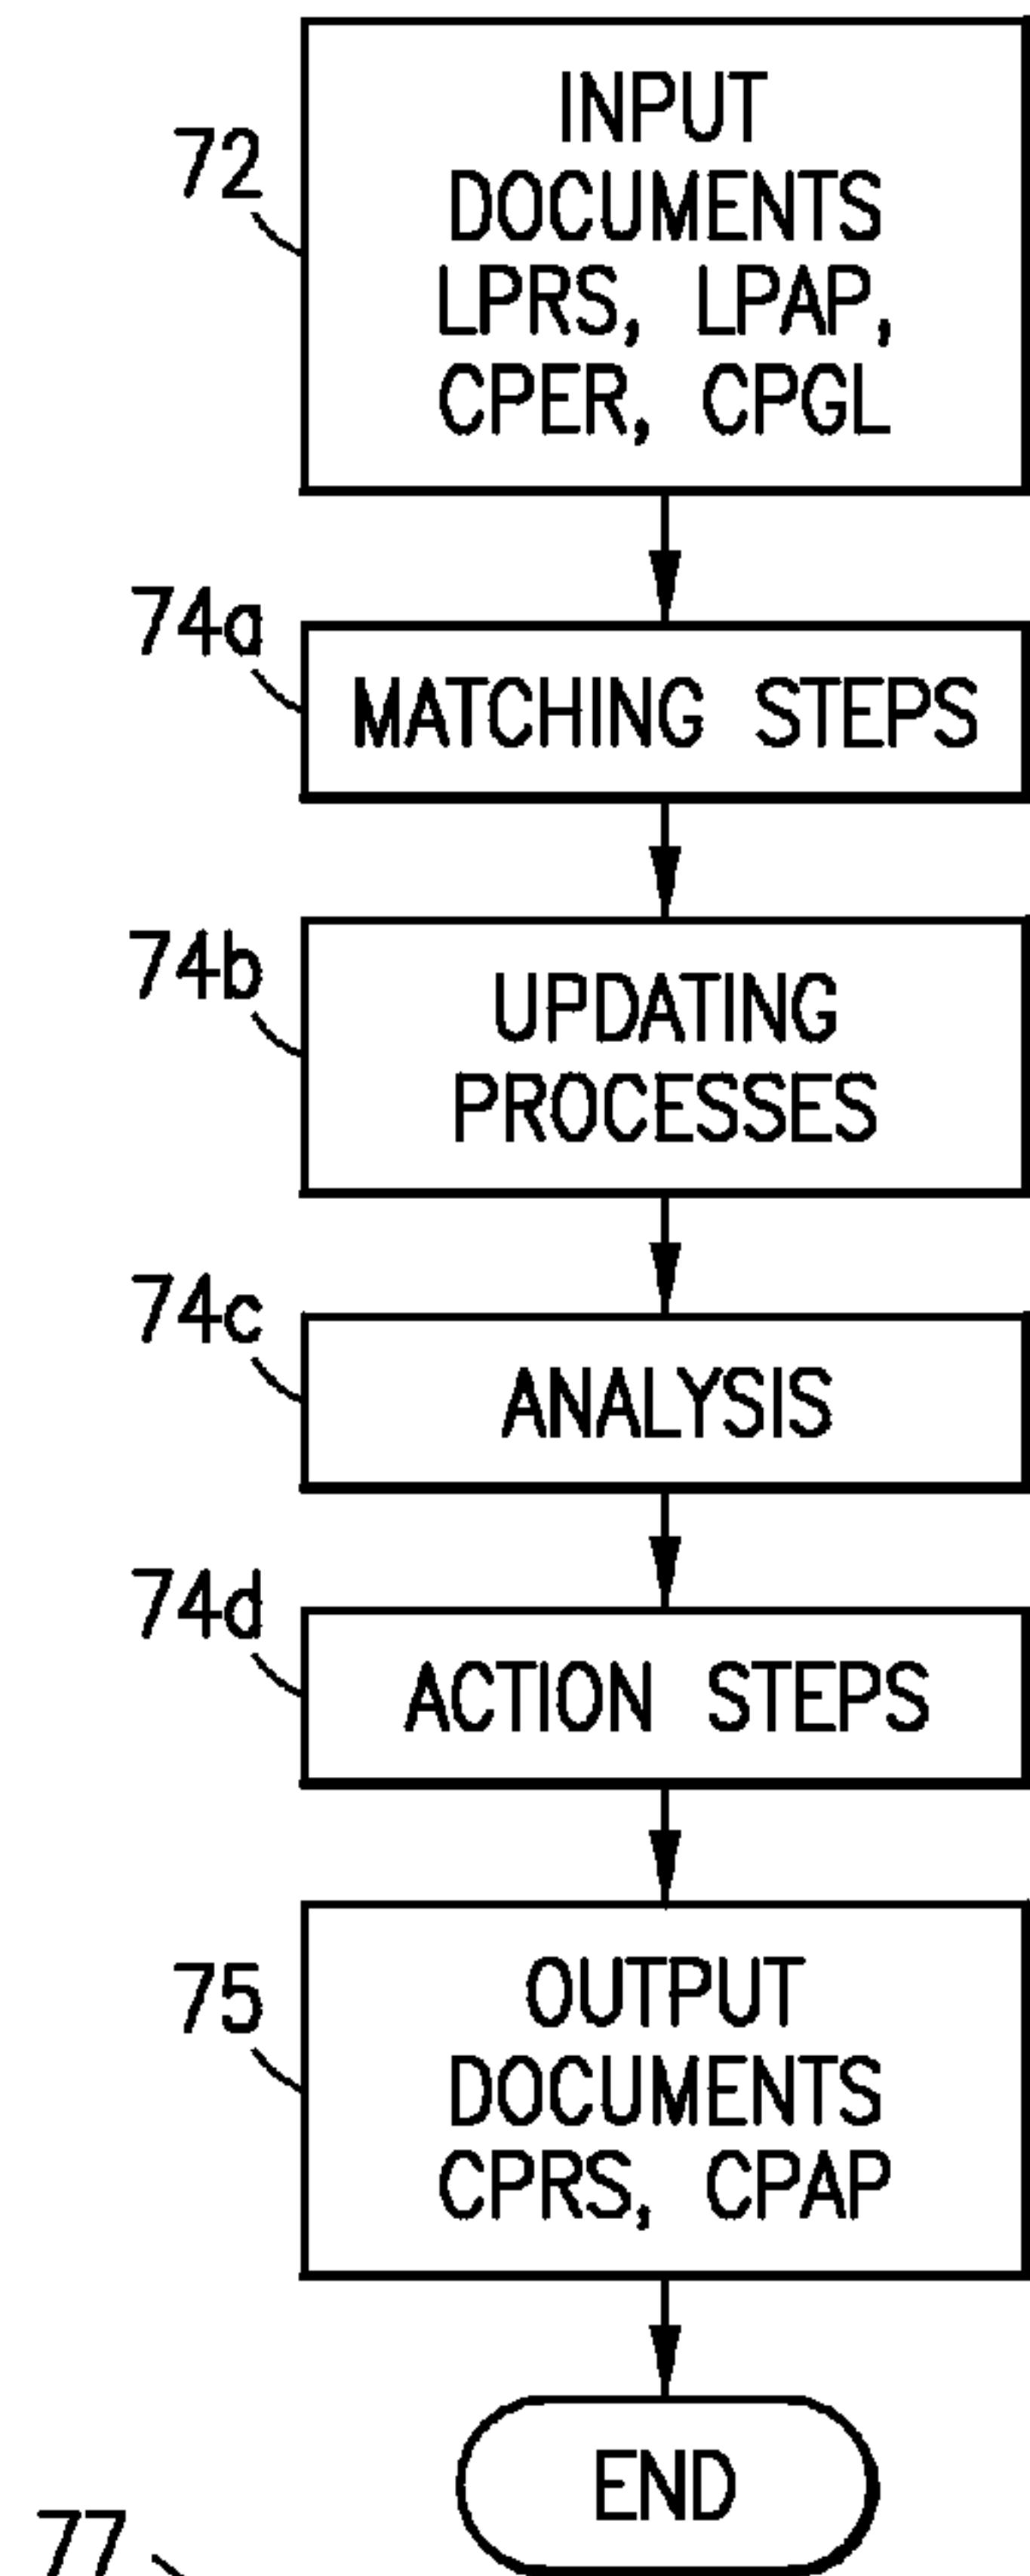 72
INPUT
DOCUMENTS
LPRS, LPAP,
CPER, CPGL
74a
MATCHING STEPS
74b
UPDATING
PROCESSES
74c
ANALYSIS
74d
ACTION STEPS
75
OUTPUT
DOCUMENTS
CPRS, CPAP
END
77